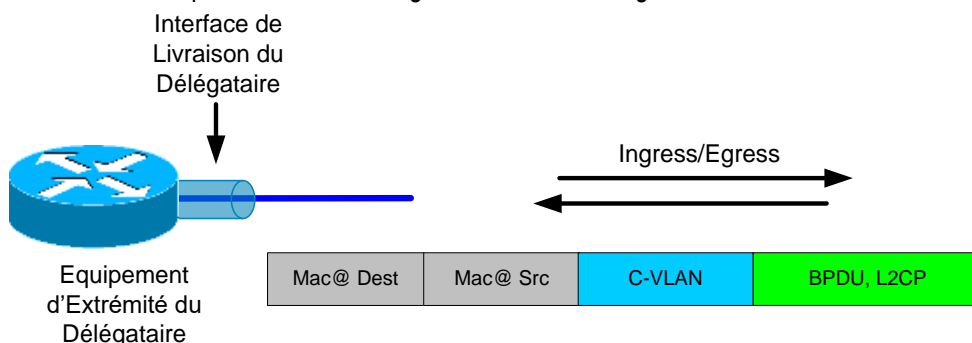 Interface de
Livraison du
Délégataire
Ingress/Egress
Equipement
d'Extrémité du
Délégataire
Mac@ Dest
Mac@ Src
C-VLAN
BPDU, L2CP